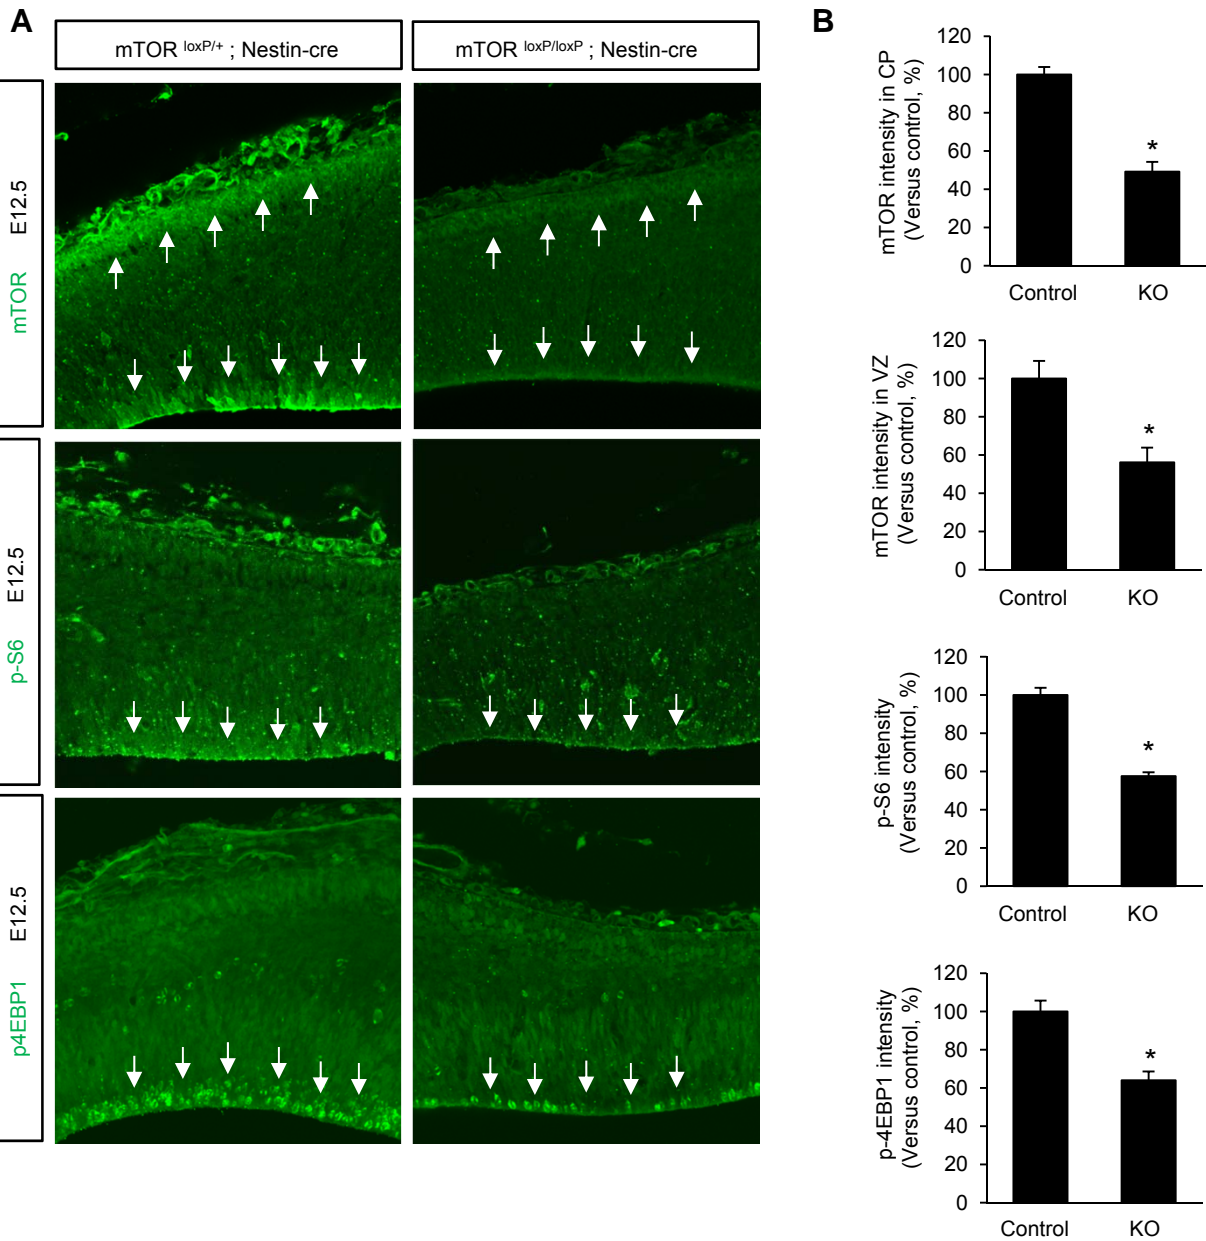 A
mTOR loxP/+ ; Nestin-cre
mTOR loxP/loxP ; Nestin-cre
mTOR E12.5
p-S6 E12.5
p4EBP1 E12.5
B
mTOR intensity in CP
(Versus control, %)
120
100
80
60
40
20
0
*
Control KO
mTOR intensity in VZ
(Versus control, %)
120
100
80
60
40
20
0
*
Control KO
p-S6 intensity
(Versus control, %)
120
100
80
60
40
20
0
*
Control KO
p-4EBP1 intensity
(Versus control, %)
120
100
80
60
40
20
0
*
Control KO